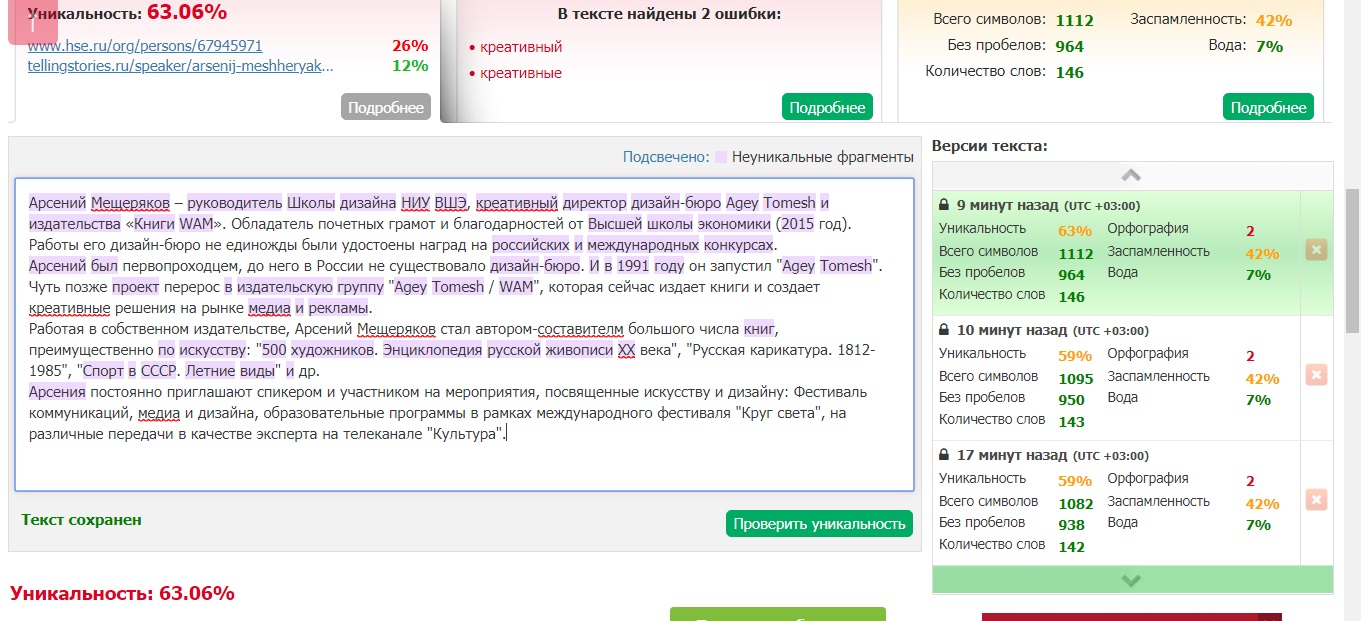 Уникальность: 63.06%
www.hse.ru/org/persons/67945971 26%
tellingstories.ru/speaker/arsenij-meshheryak... 12%
Подробнее
В тексте найдены 2 ошибки:
• креативный
• креативные
Подробнее
Всего символов: 1112 Заспамленность: 42%
Без пробелов: 964 Вода: 7%
Количество слов: 146
Подробнее
Подсвечено: Неуникальные фрагменты
Арсений Мещеряков – руководитель Школы дизайна НИУ ВШЭ, креативный директор дизайн-бюро Agey Tomesh и
издательства «Книги WAM». Обладатель почетных грамот и благодарностей от Высшей школы экономики (2015 год).
Работы его дизайн-бюро не единожды были удостоены наград на российских и международных конкурсах.
Арсений был первопроходцем, до него в России не существовало дизайн-бюро. И в 1991 году он запустил "Agey Tomesh".
Чуть позже проект перерос в издательскую группу "Agey Tomesh / WAM", которая сейчас издает книги и создает
креативные решения на рынке медиа и рекламы.
Работая в собственном издательстве, Арсений Мещеряков стал автором-составителм большого числа книг,
преимущественно по искусству: "500 художников. Энциклопедия русской живописи XX века", "Русская карикатура. 1812-
1985", "Спорт в СССР. Летние виды" и др.
Арсения постоянно приглашают спикером и участником на мероприятия, посвященные искусству и дизайну: Фестиваль
коммуникаций, медиа и дизайна, образовательные программы в рамках международного фестиваля "Круг света", на
различные передачи в качестве эксперта на телеканале "Культура".
Текст сохранен
Проверить уникальность
Уникальность: 63.06%
Версии текста:
9 минут назад (UTC +03:00)
Уникальность 63% Орфография 2
Всего символов 1112 Заспамленность 42%
Без пробелов 964 Вода 7%
Количество слов 146
10 минут назад (UTC +03:00)
Уникальность 59% Орфография 2
Всего символов 1095 Заспамленность 42%
Без пробелов 950 Вода 7%
Количество слов 143
17 минут назад (UTC +03:00)
Уникальность 59% Орфография 2
Всего символов 1082 Заспамленность 42%
Без пробелов 938 Вода 7%
Количество слов 142